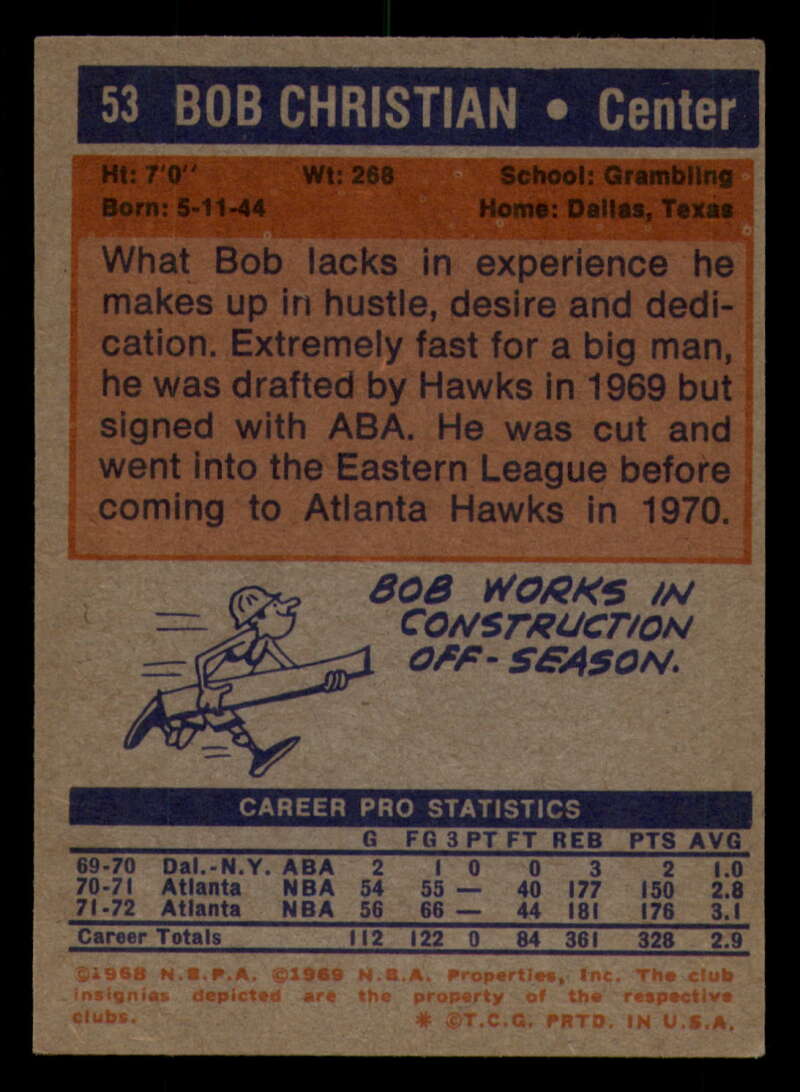 53 BOB CHRISTIAN • Center
Ht: 7'0" Wt: 268 School: Grambling
Born: 5-11-44 Home: Dallas, Texas
What Bob lacks in experience he
makes up in hustle, desire and dedi-
cation. Extremely fast for a big man,
he was drafted by Hawks in 1969 but
signed with ABA. He was cut and
went into the Eastern League before
coming to Atlanta Hawks in 1970.
BOB WORKS IN
CONSTRUCTION
OFF-SEASON.
CAREER PRO STATISTICS
G FG 3 PT FT REB PTS AVG
69-70 Dal.-N.Y. ABA 2 1 0 0 3 2 1.0
70-71 Atlanta NBA 54 55 — 40 177 150 2.8
71-72 Atlanta NBA 56 66 — 44 181 176 3.1
Career Totals 112 122 0 84 361 328 2.9
©1968 N.B.P.A. ©1969 N.B.A. Properties, Inc. The club
insignias depicted are the property of the respective
clubs. * ©T.C.G. PRTD. IN U.S.A.